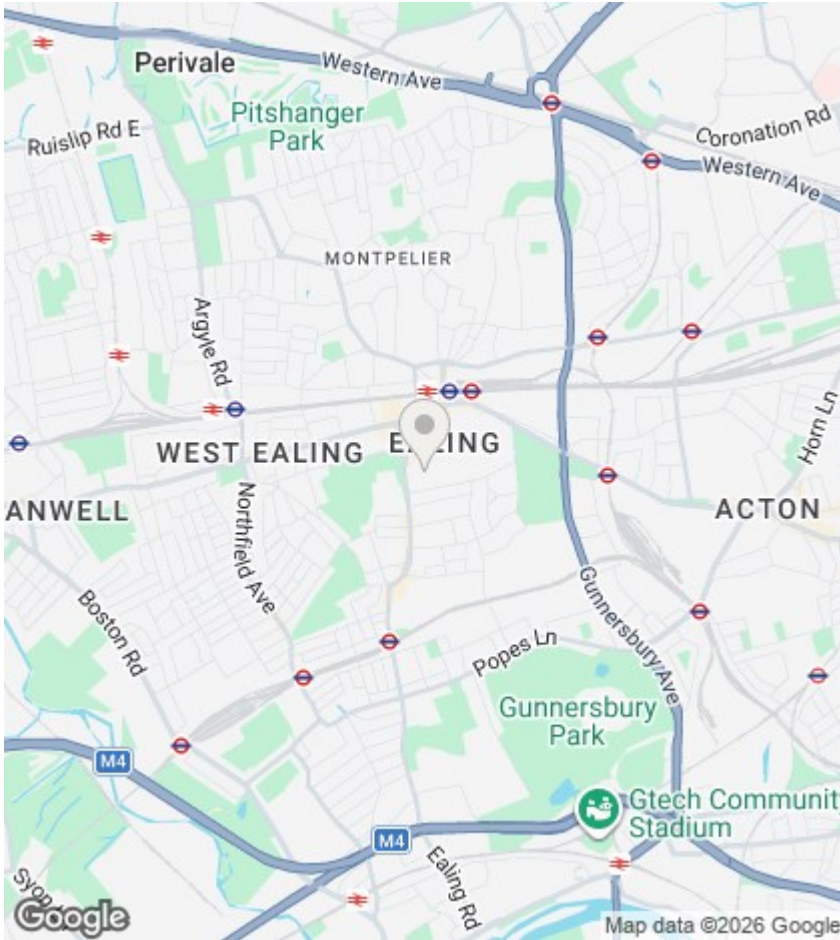 Perivale
Western Ave
Pitshanger
Park
Coronation Rd
Ruislip Rd E
Western Ave
MONTPELIER
Argyle Rd
Horn Ln
WEST EALING
ANWELL
Northfield Ave
ACTON
Boston Rd
Gunnersbury Ave
Popes Ln
Gunnersbury
Park
M4
Gtech Communit
Stadium
M4
Ealing Rd
Google
Map data ©2026 Google